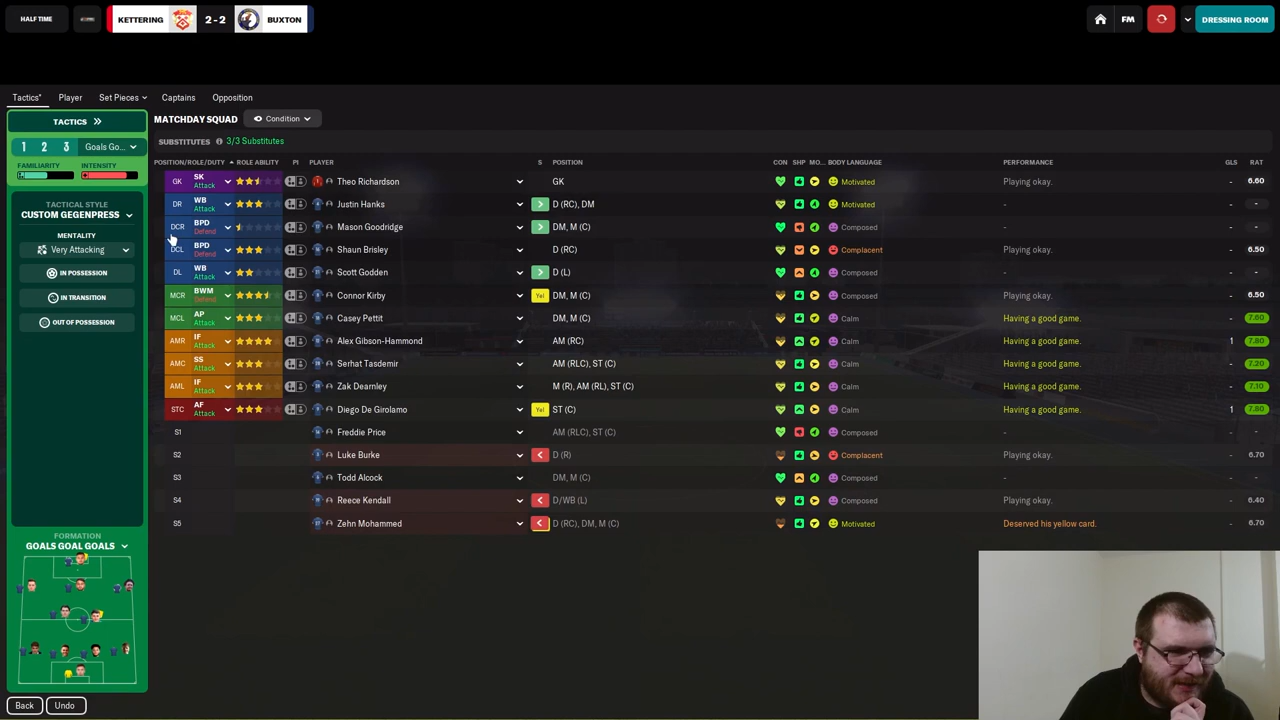 HALF TIME
KETTERING 2 - 2 BUXTON
FM
DRESSING ROOM
Tactics* Player Set Pieces Captains Opposition
TACTICS
1 2 3 Goals Go...
FAMILIARITY INTENSITY
TACTICAL STYLE
CUSTOM GEGENPRESS
MENTALITY
Very Attacking
IN POSSESSION
IN TRANSITION
OUT OF POSSESSION
FORMATION
GOALS GOAL GOALS
Back Undo
MATCHDAY SQUAD Condition
SUBSTITUTES 3/3 Substitutes
POSITION/ROLE/DUTY ROLE ABILITY PI PLAYER S POSITION CON SHP MO... BODY LANGUAGE PERFORMANCE GLS RAT
GK SK Attack Theo Richardson GK Motivated Playing okay. - 6.60
DR WB Attack Justin Hanks D (RC), DM Motivated - - -
DCR BPD Defend Mason Goodridge DM, M (C) Composed - - -
DCL BPD Defend Shaun Brisley D (RC) Complacent Playing okay. - 6.50
DL WB Attack Scott Godden D (L) Composed - - -
MCR BWM Defend Connor Kirby Yel DM, M (C) Composed Playing okay. - 6.50
MCL AP Attack Casey Pettit DM, M (C) Calm Having a good game. - 7.60
AMR IF Attack Alex Gibson-Hammond AM (RC) Calm Having a good game. 1 7.80
AMC SS Attack Serhat Tasdemir AM (RLC), ST (C) Calm Having a good game. - 7.20
AML IF Attack Zak Dearnley M (R), AM (RL), ST (C) Calm Having a good game. - 7.10
STC AF Attack Diego De Girolamo Yel ST (C) Calm Having a good game. 1 7.80
S1 Freddie Price AM (RLC), ST (C) Composed - - -
S2 Luke Burke D (R) Complacent Playing okay. - 6.70
S3 Todd Alcock DM, M (C) Composed - - -
S4 Reece Kendall D/WB (L) Composed Playing okay. - 6.40
S5 Zehn Mohammed D (RC), DM, M (C) Motivated Deserved his yellow card. - 6.70